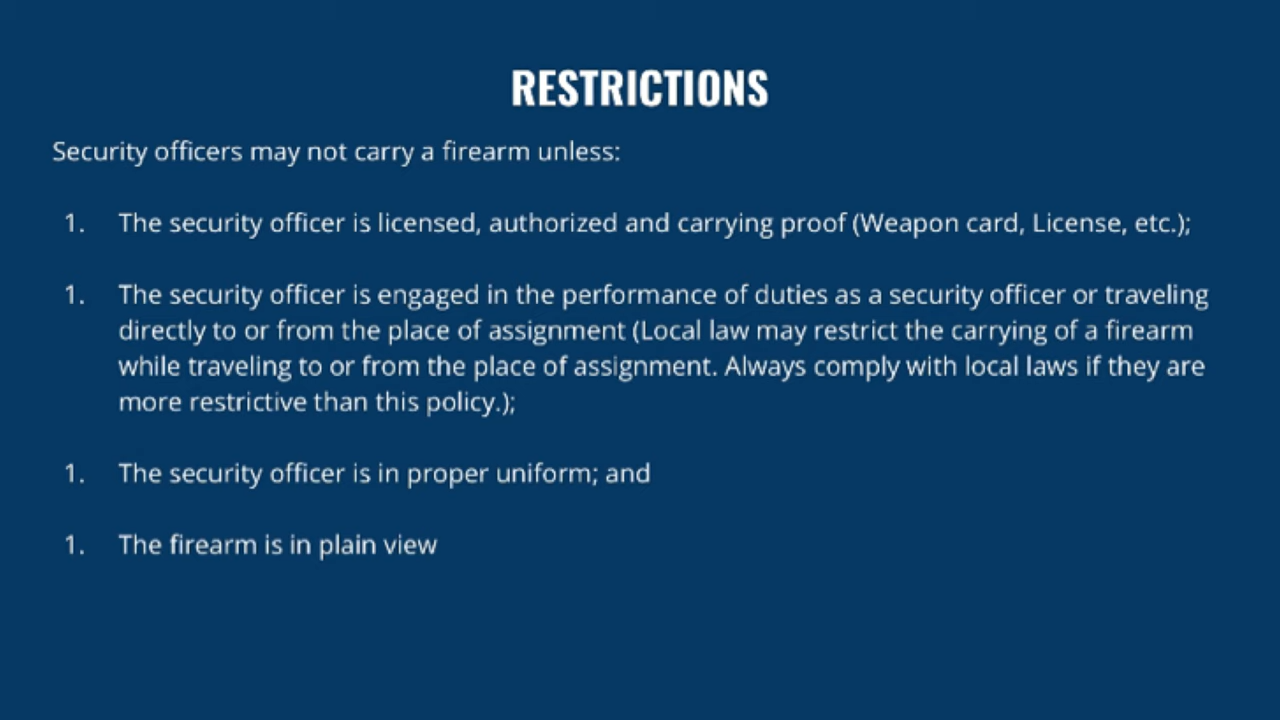 RESTRICTIONS
Security officers may not carry a firearm unless:
1. The security officer is licensed, authorized and carrying proof (Weapon card, License, etc.);
1. The security officer is engaged in the performance of duties as a security officer or traveling
directly to or from the place of assignment (Local law may restrict the carrying of a firearm
while traveling to or from the place of assignment. Always comply with local laws if they are
more restrictive than this policy.);
1. The security officer is in proper uniform; and
1. The firearm is in plain view